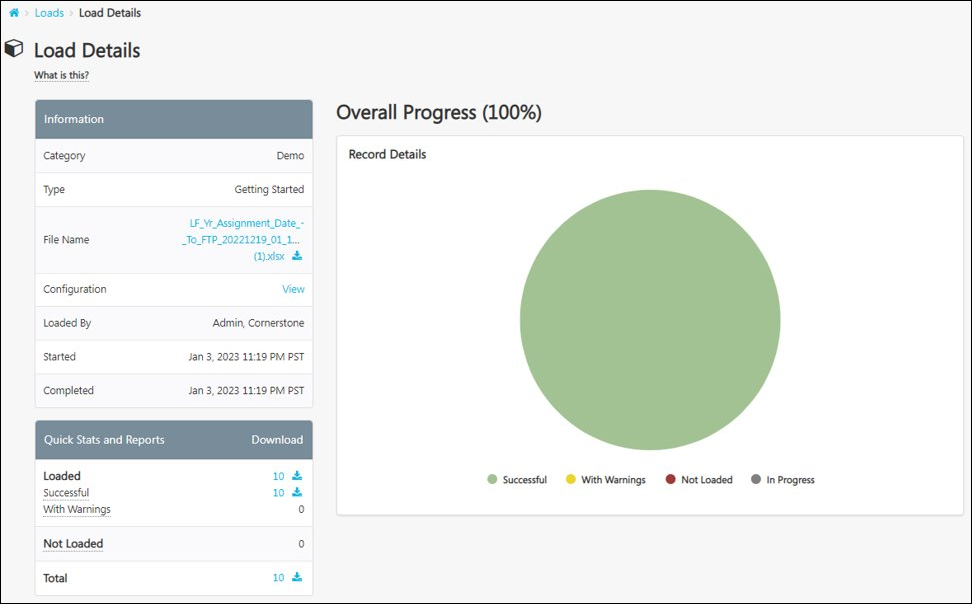 Loads Load Details
Load Details
What is this?
Information
Category Demo
Type Getting Started
File Name LF_Yr_Assignment_Date_-
_To_FTP_20221219_01_1...
(1).xlsx
Configuration View
Loaded By Admin, Cornerstone
Started Jan 3, 2023 11:19 PM PST
Completed Jan 3, 2023 11:19 PM PST
Quick Stats and Reports Download
Loaded 10
Successful 10
With Warnings 0
Not Loaded 0
Total 10
Overall Progress (100%)
Record Details
Successful With Warnings Not Loaded In Progress